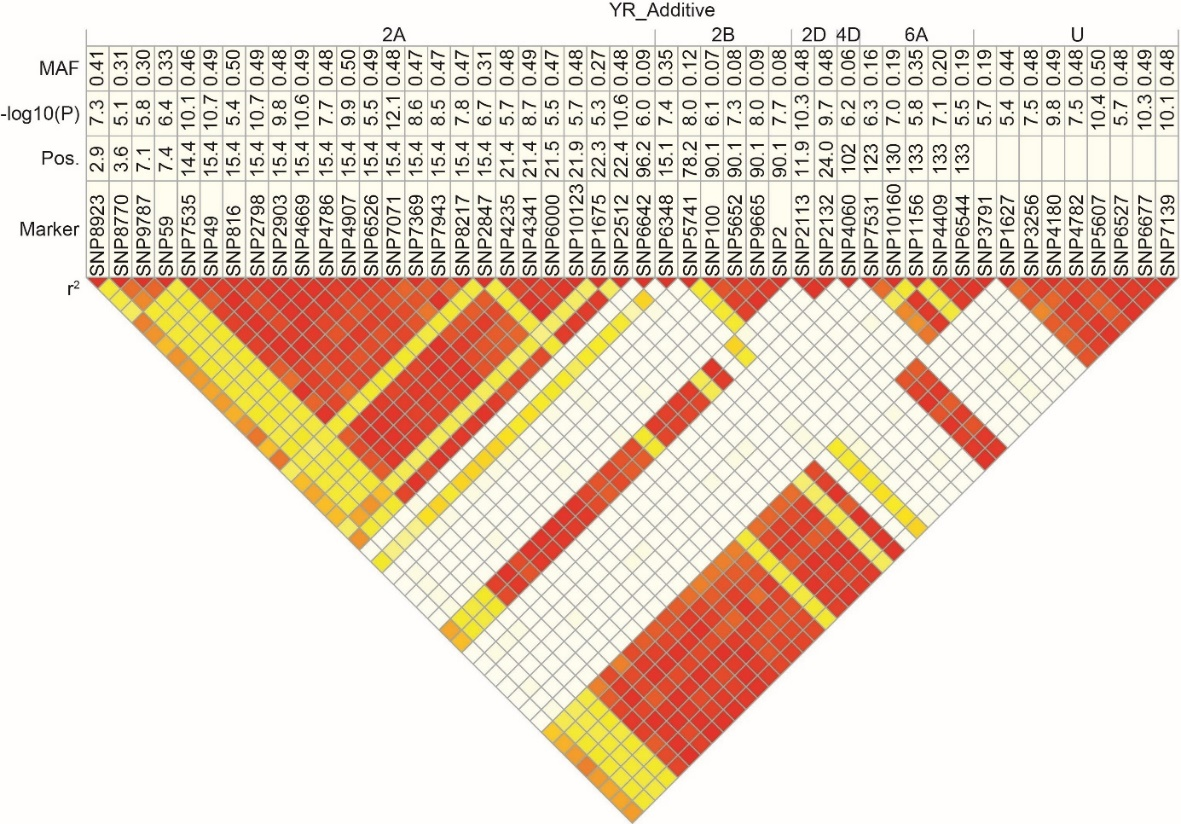 YR_Additive
2A 2B 2D 4D 6A U
MAF 0.41 0.31 0.30 0.33 0.46 0.49 0.50 0.49 0.48 0.49 0.48 0.50 0.49 0.48 0.47 0.47 0.47 0.31 0.48 0.49 0.47 0.48 0.27 0.48 0.09 0.35 0.12 0.07 0.08 0.09 0.08 0.48 0.48 0.06 0.16 0.19 0.35 0.20 0.19 0.19 0.44 0.48 0.49 0.48 0.50 0.48 0.49 0.48
-log10(P) 7.3 5.1 5.8 6.4 10.1 10.7 5.4 10.7 9.8 10.6 7.7 9.9 5.5 12.1 8.6 8.5 7.8 6.7 5.7 8.7 5.5 5.7 5.3 10.6 6.0 7.4 8.0 6.1 7.3 8.0 7.7 10.3 9.7 6.2 6.3 7.0 5.8 7.1 5.5 5.7 5.4 7.5 9.8 7.5 10.4 5.7 10.3 10.1
Pos. 2.9 3.6 7.1 7.4 14.4 15.4 15.4 15.4 15.4 15.4 15.4 15.4 15.4 15.4 15.4 15.4 15.4 15.4 21.4 21.4 21.5 21.9 22.3 22.4 96.2 15.1 78.2 90.1 90.1 90.1 90.1 11.9 24.0 102 123 130 133 133 133
Marker SNP8923 SNP8770 SNP9787 SNP59 SNP7535 SNP49 SNP816 SNP2798 SNP2903 SNP4669 SNP4786 SNP4907 SNP6526 SNP7071 SNP7369 SNP7943 SNP8217 SNP2847 SNP4235 SNP4341 SNP6000 SNP10123 SNP1675 SNP2512 SNP6642 SNP6348 SNP5741 SNP100 SNP5652 SNP9665 SNP2 SNP2113 SNP2132 SNP4060 SNP7531 SNP10160 SNP1156 SNP4409 SNP6544 SNP3791 SNP1627 SNP3256 SNP4180 SNP4782 SNP5607 SNP6527 SNP6677 SNP7139
r²